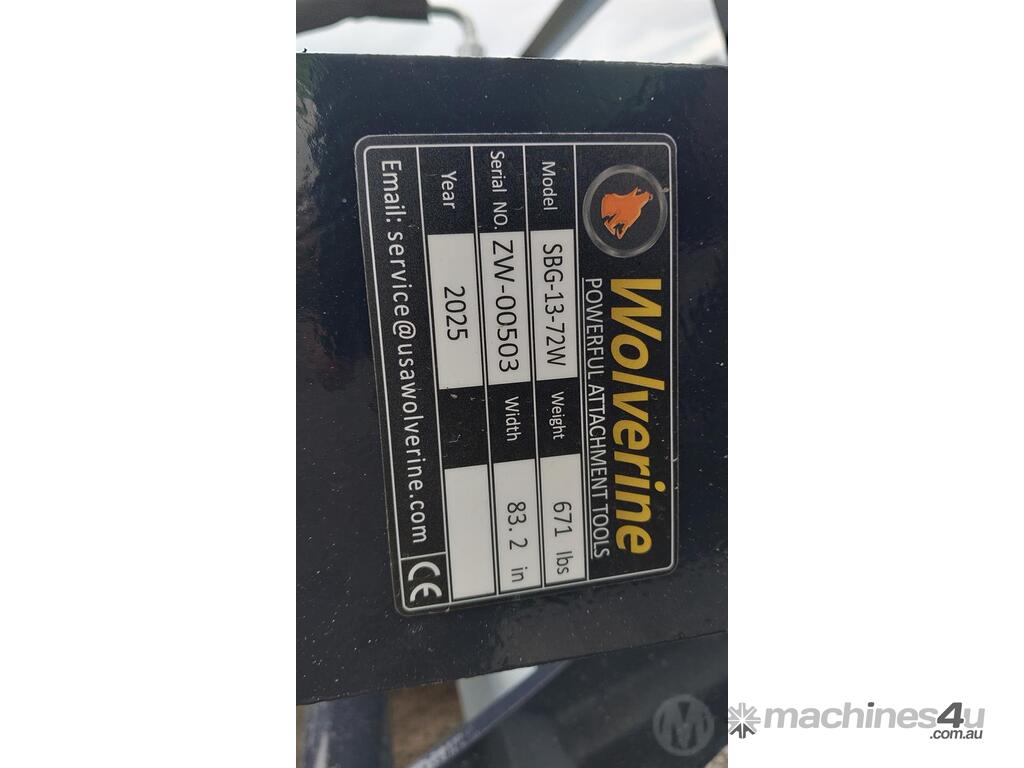 Wolverine
POWERFUL ATTACHMENT TOOLS
Model SBG-13-72W Weight 671 lbs
Serial NO. ZW-00503 Width 83.2 in
Year 2025
Email: service@usawolverine.com CE
machines4u
.com.au